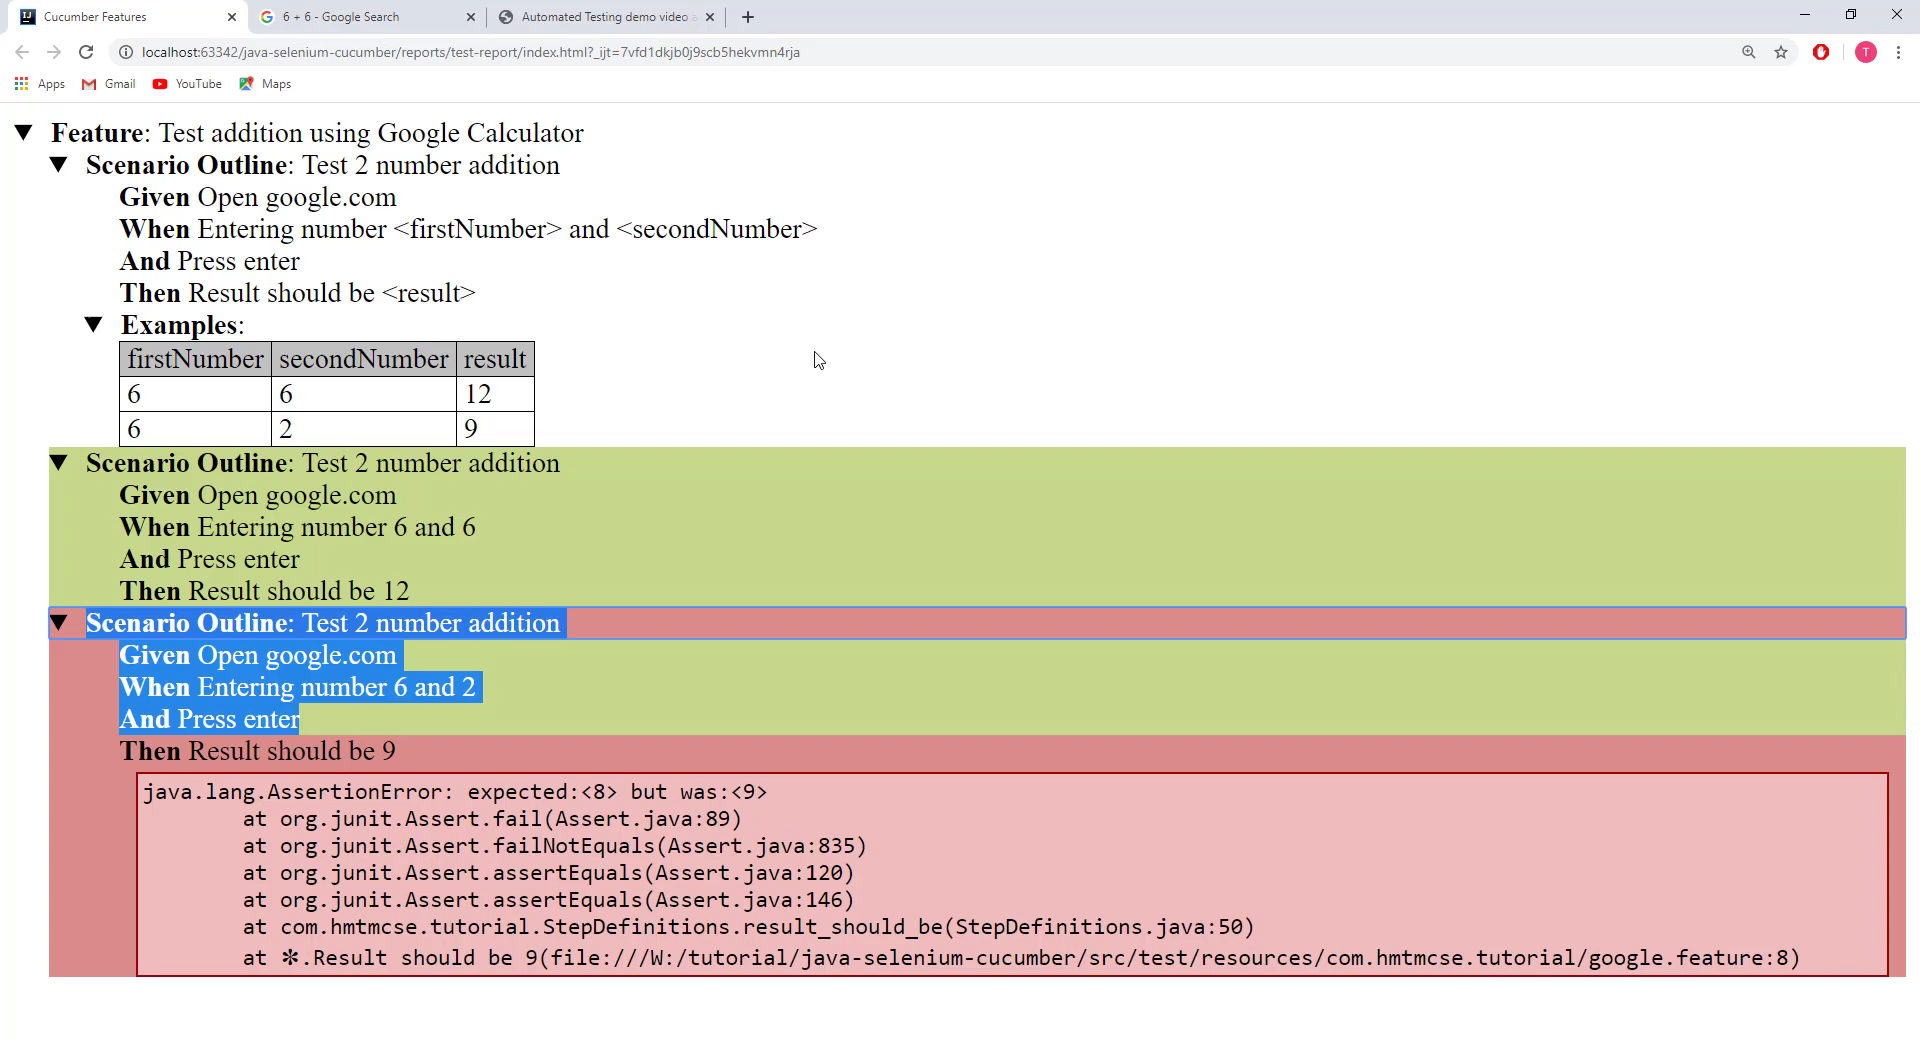 Cucumber Features
6 + 6 - Google Search
Automated Testing demo video
localhost:63342/java-selenium-cucumber/reports/test-report/index.html?_ijt=7vfd1dkjb0j9scb5hekvmn4rja
T
Apps
Gmail
YouTube
Maps
▼ Feature: Test addition using Google Calculator
▼ Scenario Outline: Test 2 number addition
Given Open google.com
When Entering number <firstNumber> and <secondNumber>
And Press enter
Then Result should be <result>
▼ Examples:
firstNumber secondNumber result
6 6 12
6 2 9
▼ Scenario Outline: Test 2 number addition
Given Open google.com
When Entering number 6 and 6
And Press enter
Then Result should be 12
▼ Scenario Outline: Test 2 number addition
Given Open google.com
When Entering number 6 and 2
And Press enter
Then Result should be 9
java.lang.AssertionError: expected:<8> but was:<9>
at org.junit.Assert.fail(Assert.java:89)
at org.junit.Assert.failNotEquals(Assert.java:835)
at org.junit.Assert.assertEquals(Assert.java:120)
at org.junit.Assert.assertEquals(Assert.java:146)
at com.hmtmcse.tutorial.StepDefinitions.result_should_be(StepDefinitions.java:50)
at ✽.Result should be 9(file:///W:/tutorial/java-selenium-cucumber/src/test/resources/com.hmtmcse.tutorial/google.feature:8)